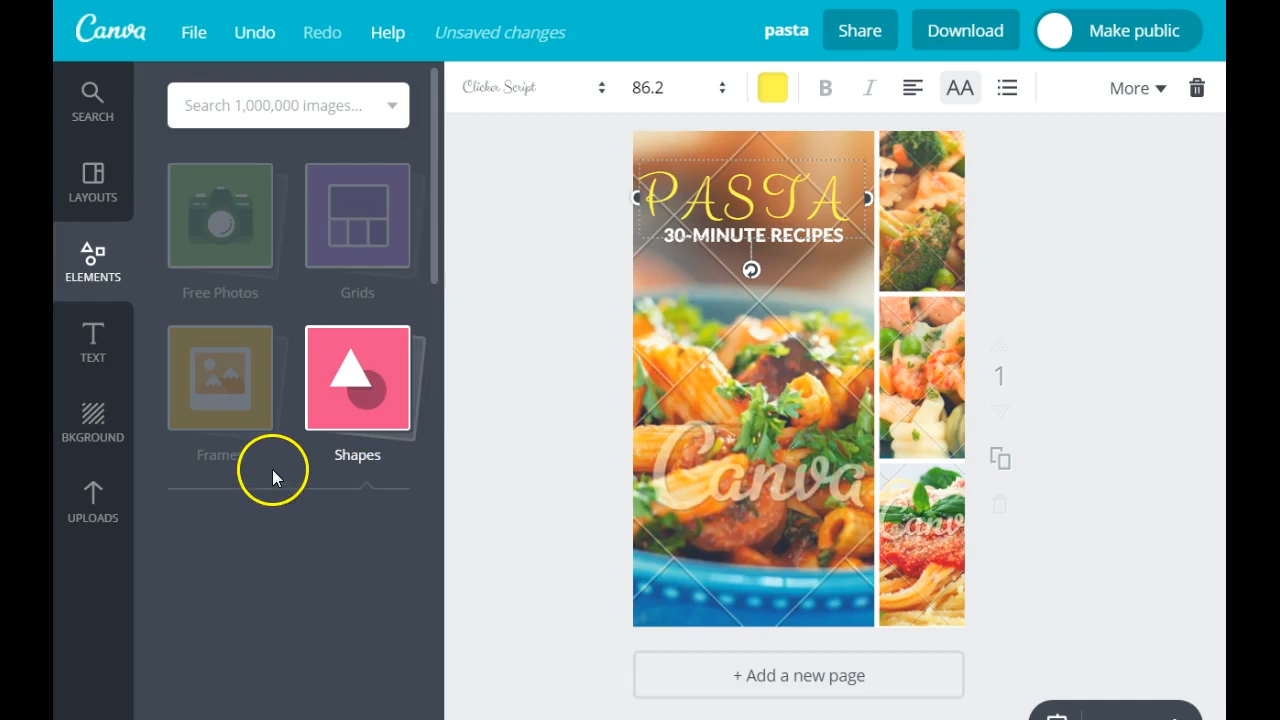 Canva
File
Undo
Redo
Help
Unsaved changes
pasta
Share
Download
Make public
SEARCH
LAYOUTS
ELEMENTS
TEXT
BKGROUND
UPLOADS
Search 1,000,000 images...
Free Photos
Grids
Frames
Shapes
Clicker Script
86.2
B
I
AA
More
PASTA
30-MINUTE RECIPES
Canva
Canva
1
+ Add a new page